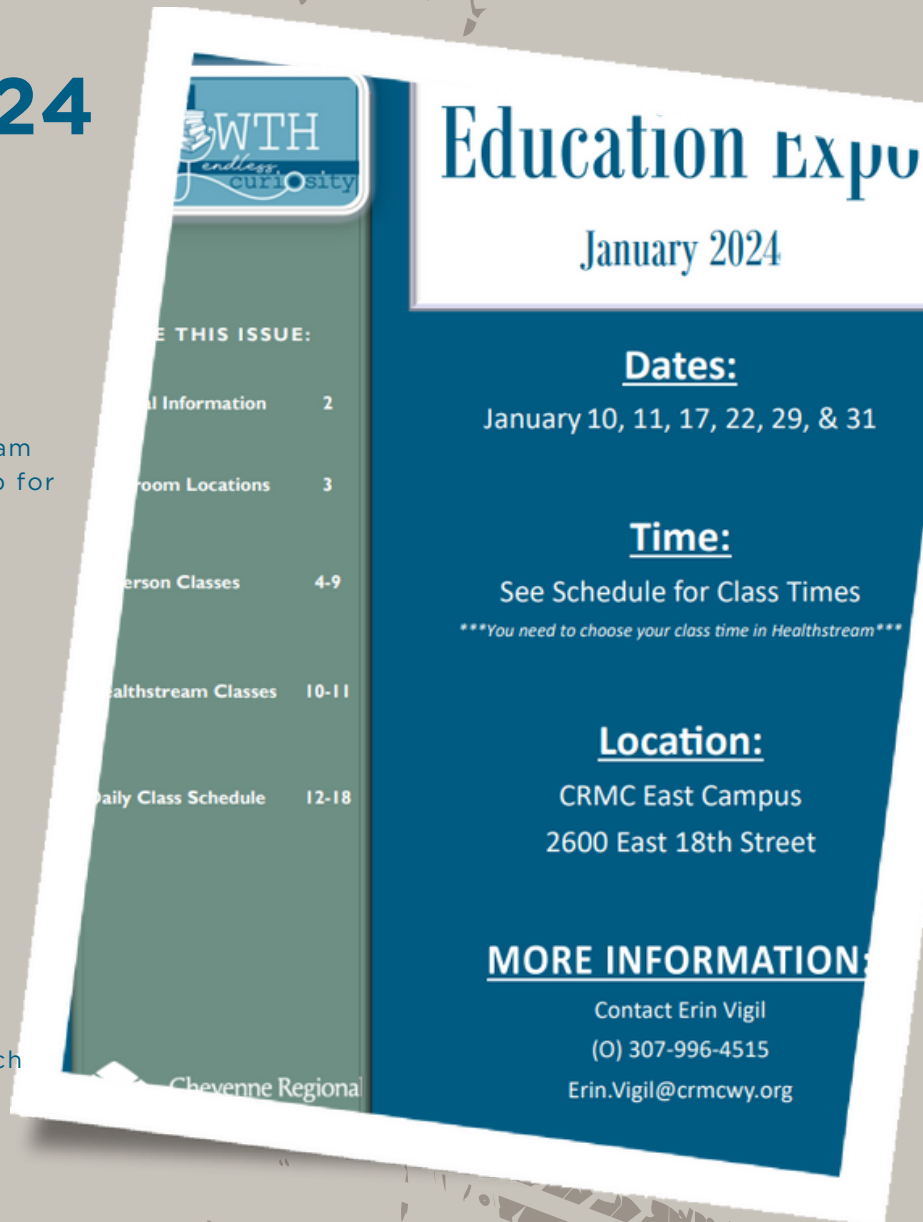 24
am
o for
ch
WTH
endless
curiosity
Education Expo
January 2024
E THIS ISSUE:
al Information 2
room Locations 3
erson Classes 4-9
althstream Classes 10-11
Daily Class Schedule 12-18
Cheyenne Regional
Dates:
January 10, 11, 17, 22, 29, & 31
Time:
See Schedule for Class Times
***You need to choose your class time in Healthstream***
Location:
CRMC East Campus
2600 East 18th Street
MORE INFORMATION:
Contact Erin Vigil
(O) 307-996-4515
Erin.Vigil@crmcwy.org